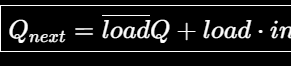 $Q_{next} = \overline{load}Q + load \cdot in$